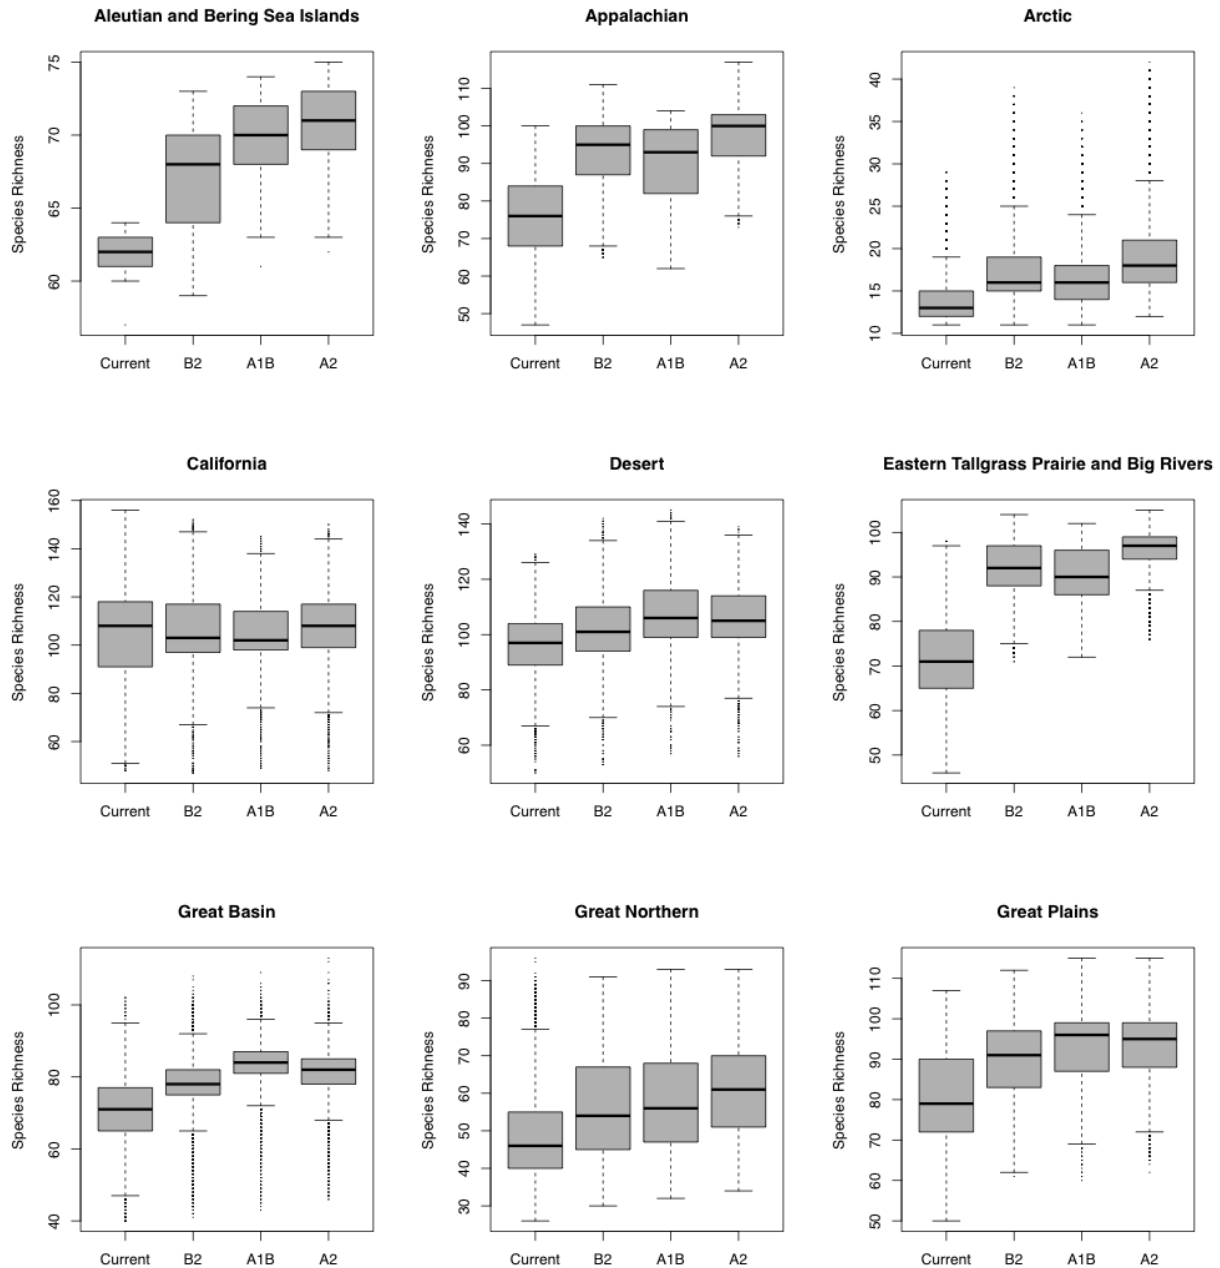 Aleutian and Bering Sea Islands
Species Richness
75
70
65
60
Current B2 A1B A2
Appalachian
Species Richness
110
100
90
80
70
60
50
Current B2 A1B A2
Arctic
Species Richness
40
35
30
25
20
15
10
Current B2 A1B A2
California
Species Richness
160
140
120
100
80
60
Current B2 A1B A2
Desert
Species Richness
140
120
100
80
60
Current B2 A1B A2
Eastern Tallgrass Prairie and Big Rivers
Species Richness
100
90
80
70
60
50
Current B2 A1B A2
Great Basin
Species Richness
100
80
60
40
Current B2 A1B A2
Great Northern
Species Richness
90
80
70
60
50
40
30
Current B2 A1B A2
Great Plains
Species Richness
110
100
90
80
70
60
50
Current B2 A1B A2